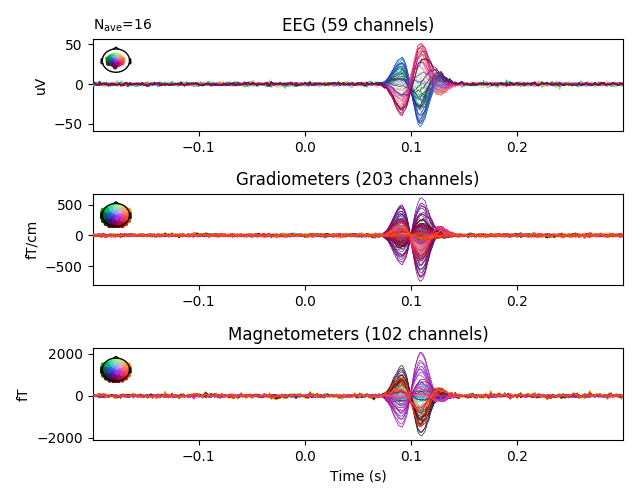 N_ave=16
EEG (59 channels)
50
0
−50
uV
−0.1 0.0 0.1 0.2
Gradiometers (203 channels)
500
0
−500
fT/cm
−0.1 0.0 0.1 0.2
Magnetometers (102 channels)
2000
0
−2000
fT
−0.1 0.0 0.1 0.2
Time (s)